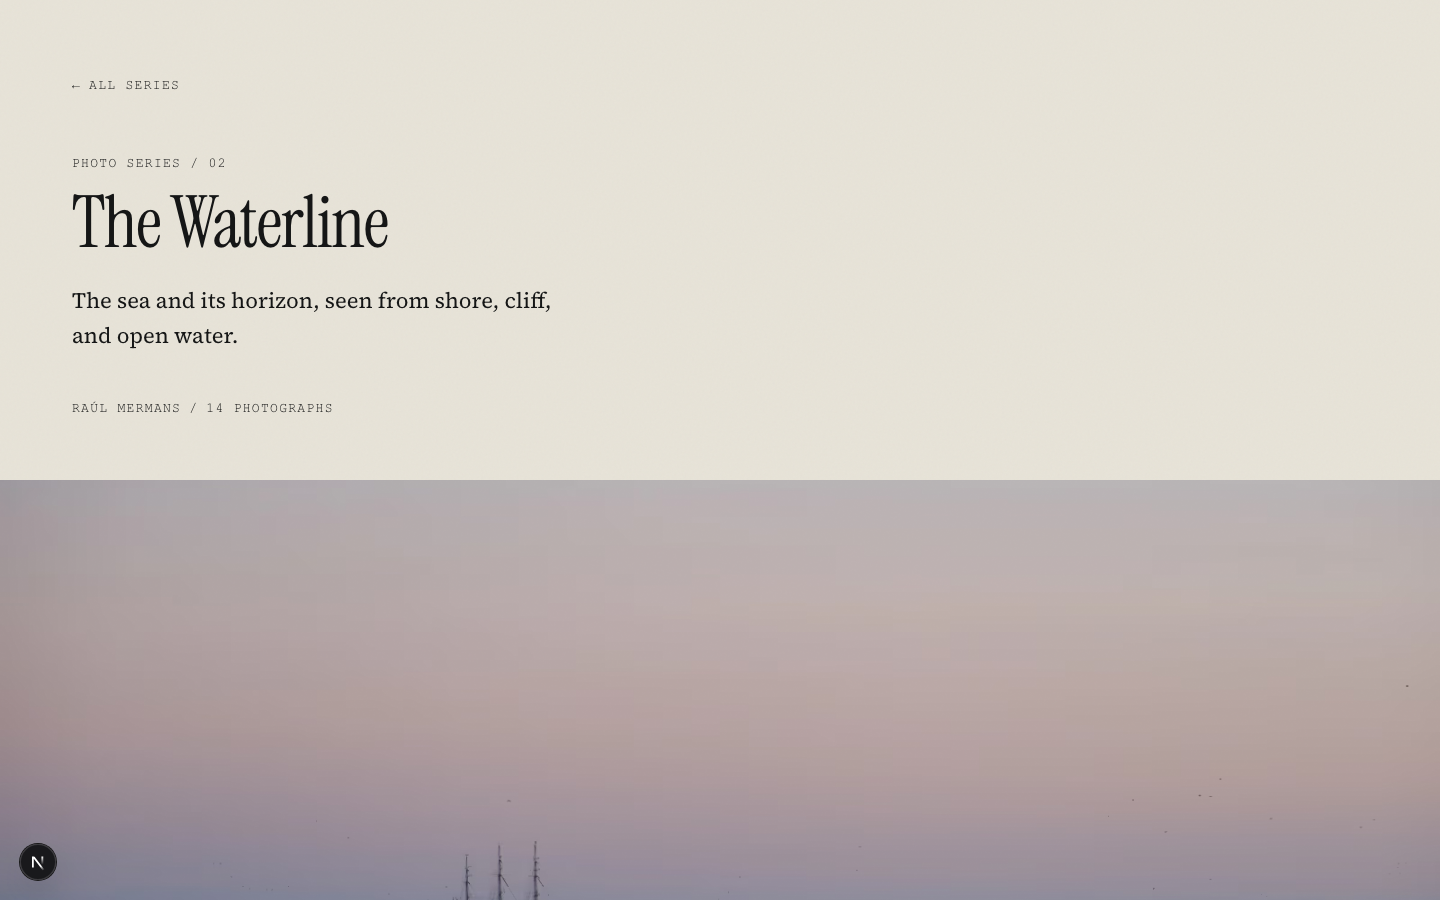 ← ALL SERIES
PHOTO SERIES / 02
The Waterline
The sea and its horizon, seen from shore, cliff,
and open water.
RAÚL MERMANS / 14 PHOTOGRAPHS
N